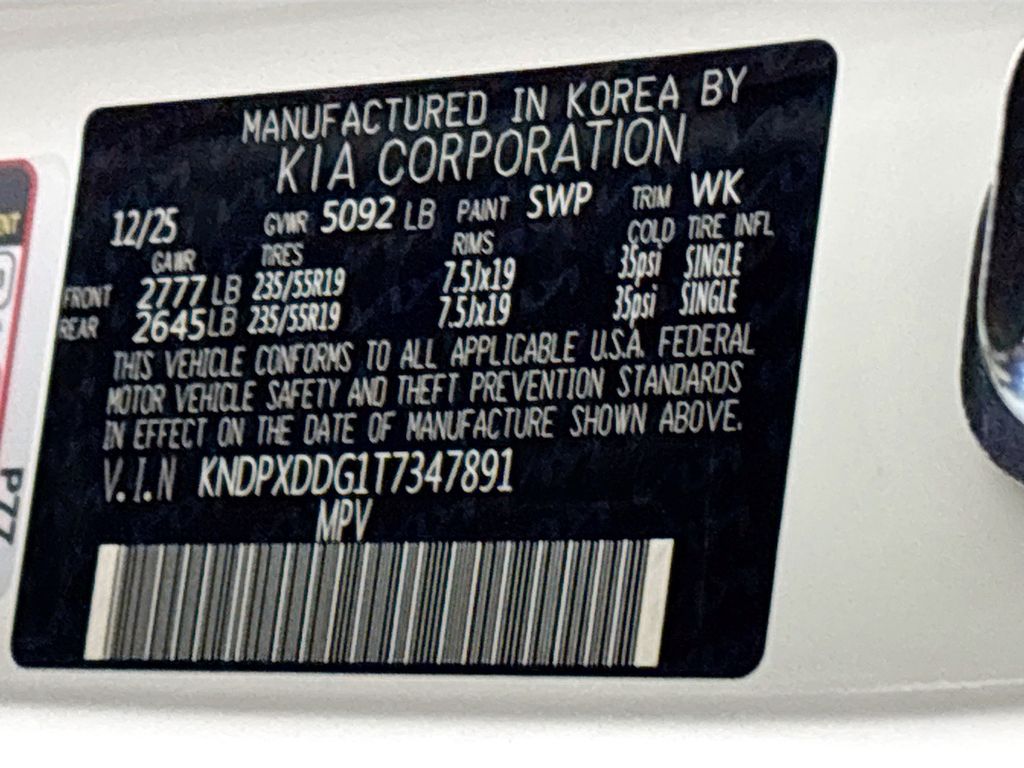 MANUFACTURED IN KOREA BY
KIA CORPORATION
12/25 GVWR 5092 LB PAINT SWP TRIM WK
GAWR TIRES RIMS COLD TIRE INFL
FRONT 2777 LB 235/55R19 7.5Jx19 35psi SINGLE
REAR 2645 LB 235/55R19 7.5Jx19 35psi SINGLE
THIS VEHICLE CONFORMS TO ALL APPLICABLE U.S.A. FEDERAL
MOTOR VEHICLE SAFETY AND THEFT PREVENTION STANDARDS
IN EFFECT ON THE DATE OF MANUFACTURE SHOWN ABOVE.
V.I.N KNDPXDDG1T7347891
MPV
P77